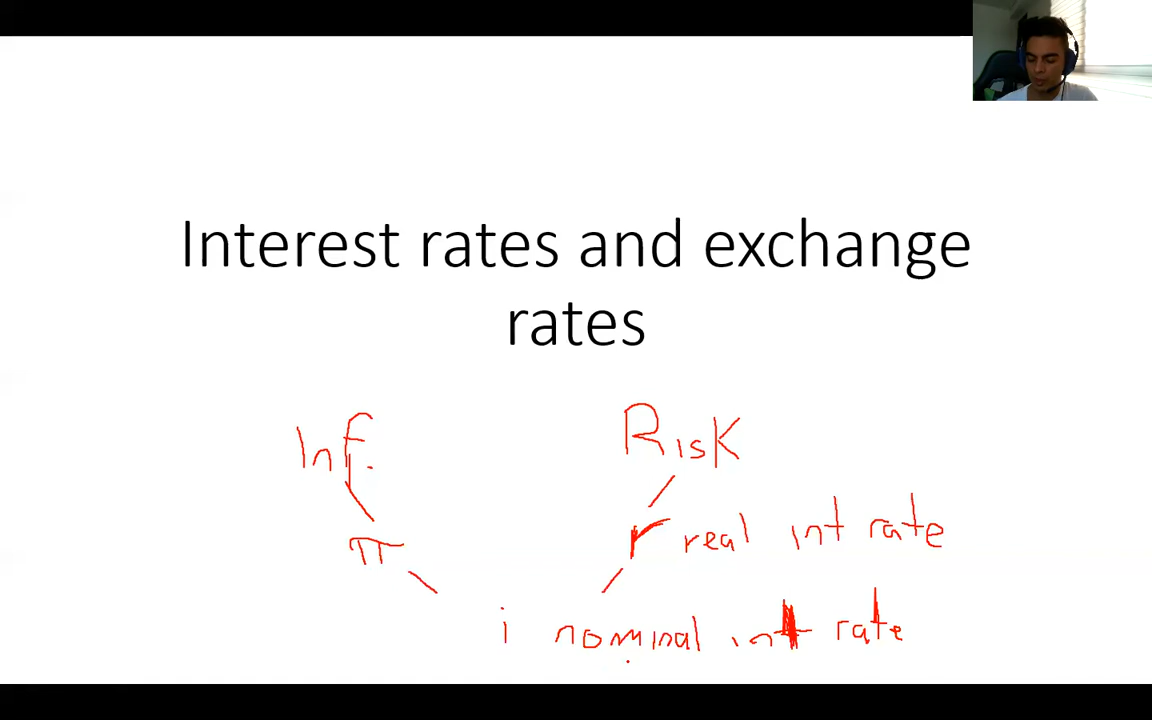 Interest rates and exchange
rates
Inf. Risk
π r real int rate
i nominal int rate